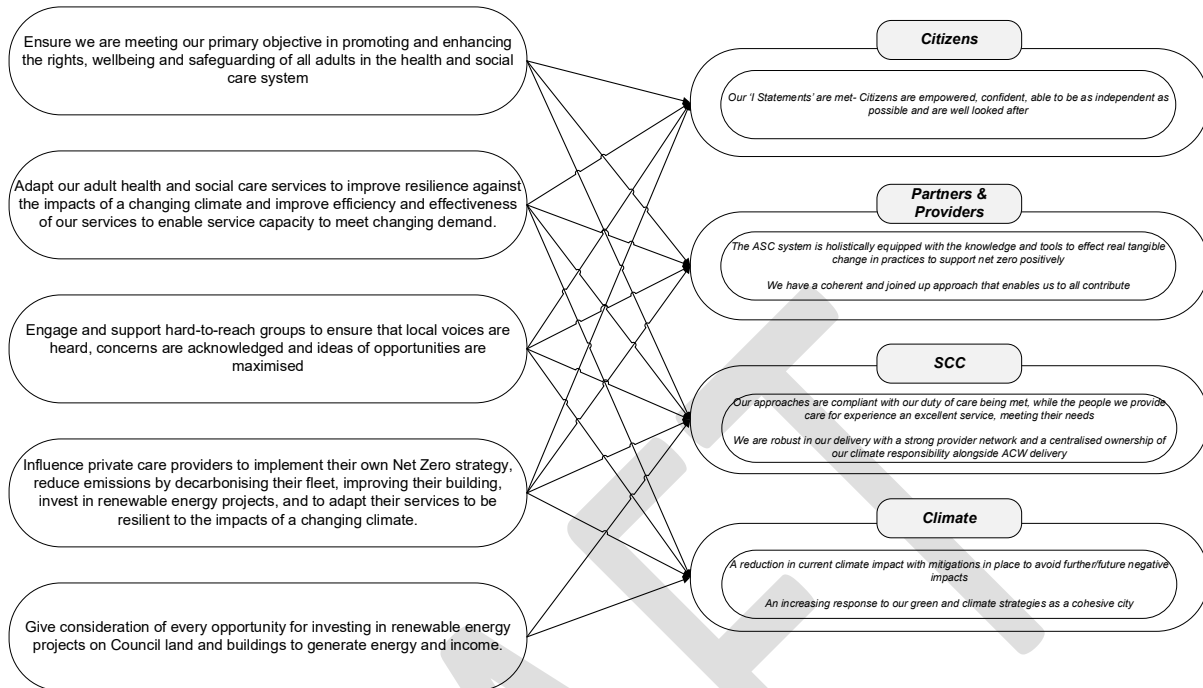 Ensure we are meeting our primary objective in promoting and enhancing
the rights, wellbeing and safeguarding of all adults in the health and social
care system
Adapt our adult health and social care services to improve resilience against
the impacts of a changing climate and improve efficiency and effectiveness
of our services to enable service capacity to meet changing demand.
Engage and support hard-to-reach groups to ensure that local voices are
heard, concerns are acknowledged and ideas of opportunities are
maximised
Influence private care providers to implement their own Net Zero strategy,
reduce emissions by decarbonising their fleet, improving their building,
invest in renewable energy projects, and to adapt their services to be
resilient to the impacts of a changing climate.
Give consideration of every opportunity for investing in renewable energy
projects on Council land and buildings to generate energy and income.
Citizens
Our 'I Statements' are met- Citizens are empowered, confident, able to be as independent as
possible and are well looked after
Partners &
Providers
The ASC system is holistically equipped with the knowledge and tools to effect real tangible
change in practices to support net zero positively
We have a coherent and joined up approach that enables us to all contribute
SCC
Our approaches are compliant with our duty of care being met, while the people we provide
care for experience an excellent service, meeting their needs
We are robust in our delivery with a strong provider network and a centralised ownership of
our climate responsibility alongside ACW delivery
Climate
A reduction in current climate impact with mitigations in place to avoid further/future negative
impacts
An increasing response to our green and climate strategies as a cohesive city